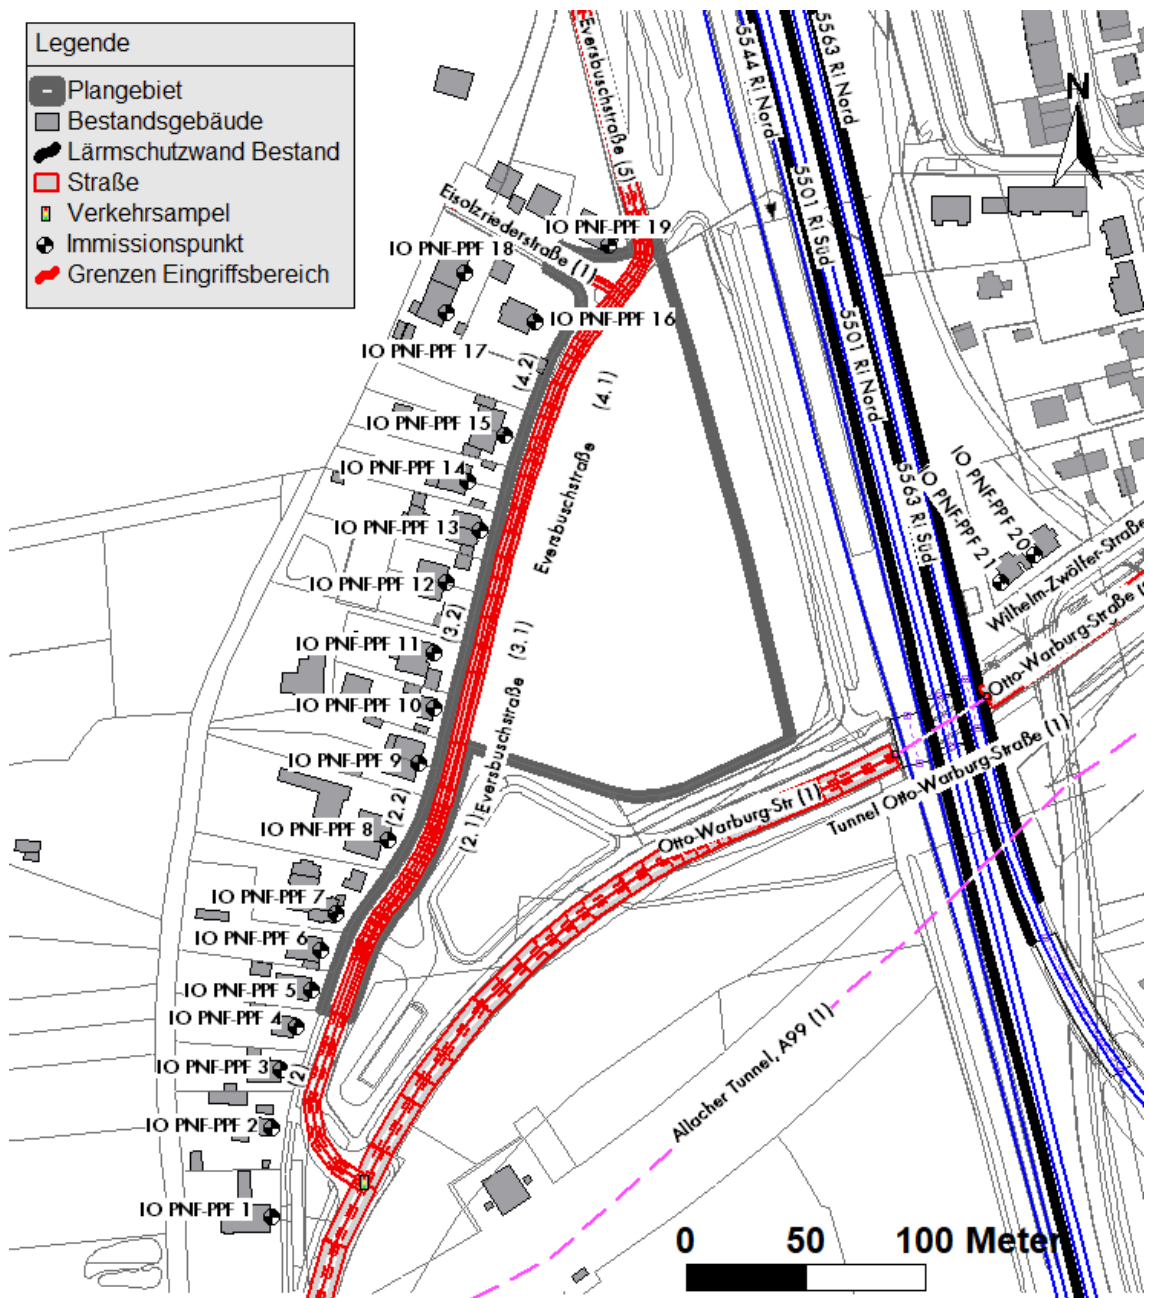 Legende
Plangebiet
Bestandsgebäude
Lärmschutzwand Bestand
Straße
Verkehrsampel
Immissionspunkt
Grenzen Eingriffsbereich
Eversbuschstraße (5)
5544 Ri Nord
5563 Ri Nord
N
5501 Ri Süd
Eisolzriederstraße (1)
IO PNF-PPF 19
IO PNF-PPF 18
IO PNF-PPF 16
IO PNF-PPF 17
5501 Ri Nord
(4.2)
(4.1)
IO PNF-PPF 15
IO PNF-PPF 14
Eversbuschstraße
5563 Ri Süd
IO PNF-PPF 21
IO PNF-PPF 20
IO PNF-PPF 13
IO PNF-PPF 12
Wilhelm-Zwölfer-Straße
(3.2)
(3.1)
IO PNF-PPF 11
Otto-Warburg-Straße
IO PNF-PPF 10
Eversbuschstraße
IO PNF-PPF 9
Tunnel Otto-Warburg-Straße (1)
(2.2)
(2.1)
Otto-Warburg-Str (1)
IO PNF-PPF 8
IO PNF-PPF 7
IO PNF-PPF 6
IO PNF-PPF 5
IO PNF-PPF 4
IO PNF-PPF 3
(2)
Allacher Tunnel, A99 (1)
IO PNF-PPF 2
IO PNF-PPF 1
0 50 100 Meter